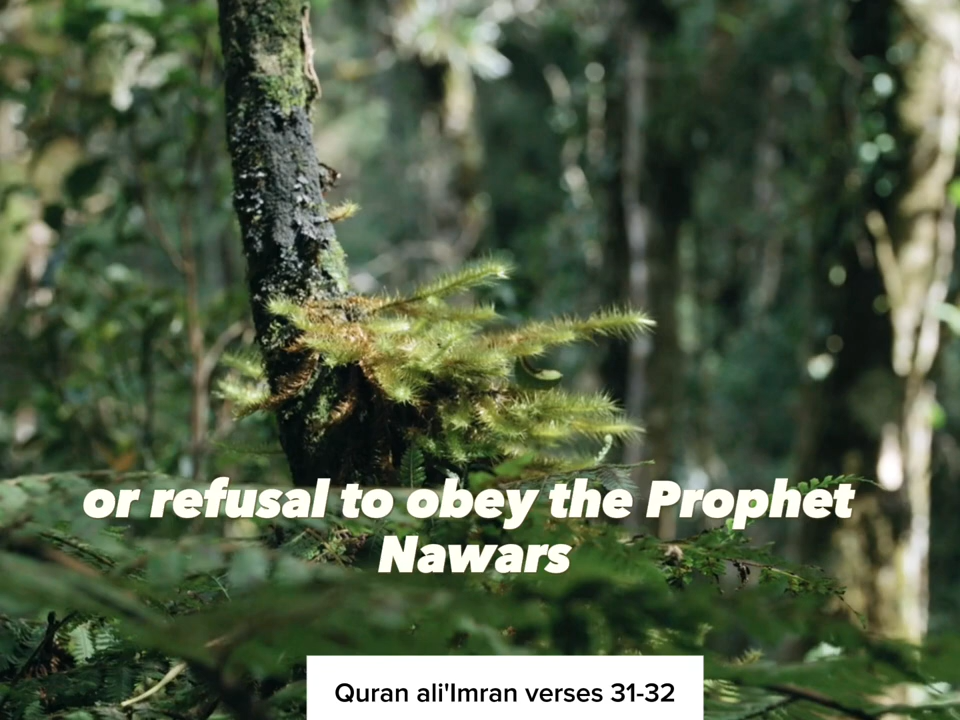 or refusal to obey the Prophet
Nawars
Quran ali'Imran verses 31-32